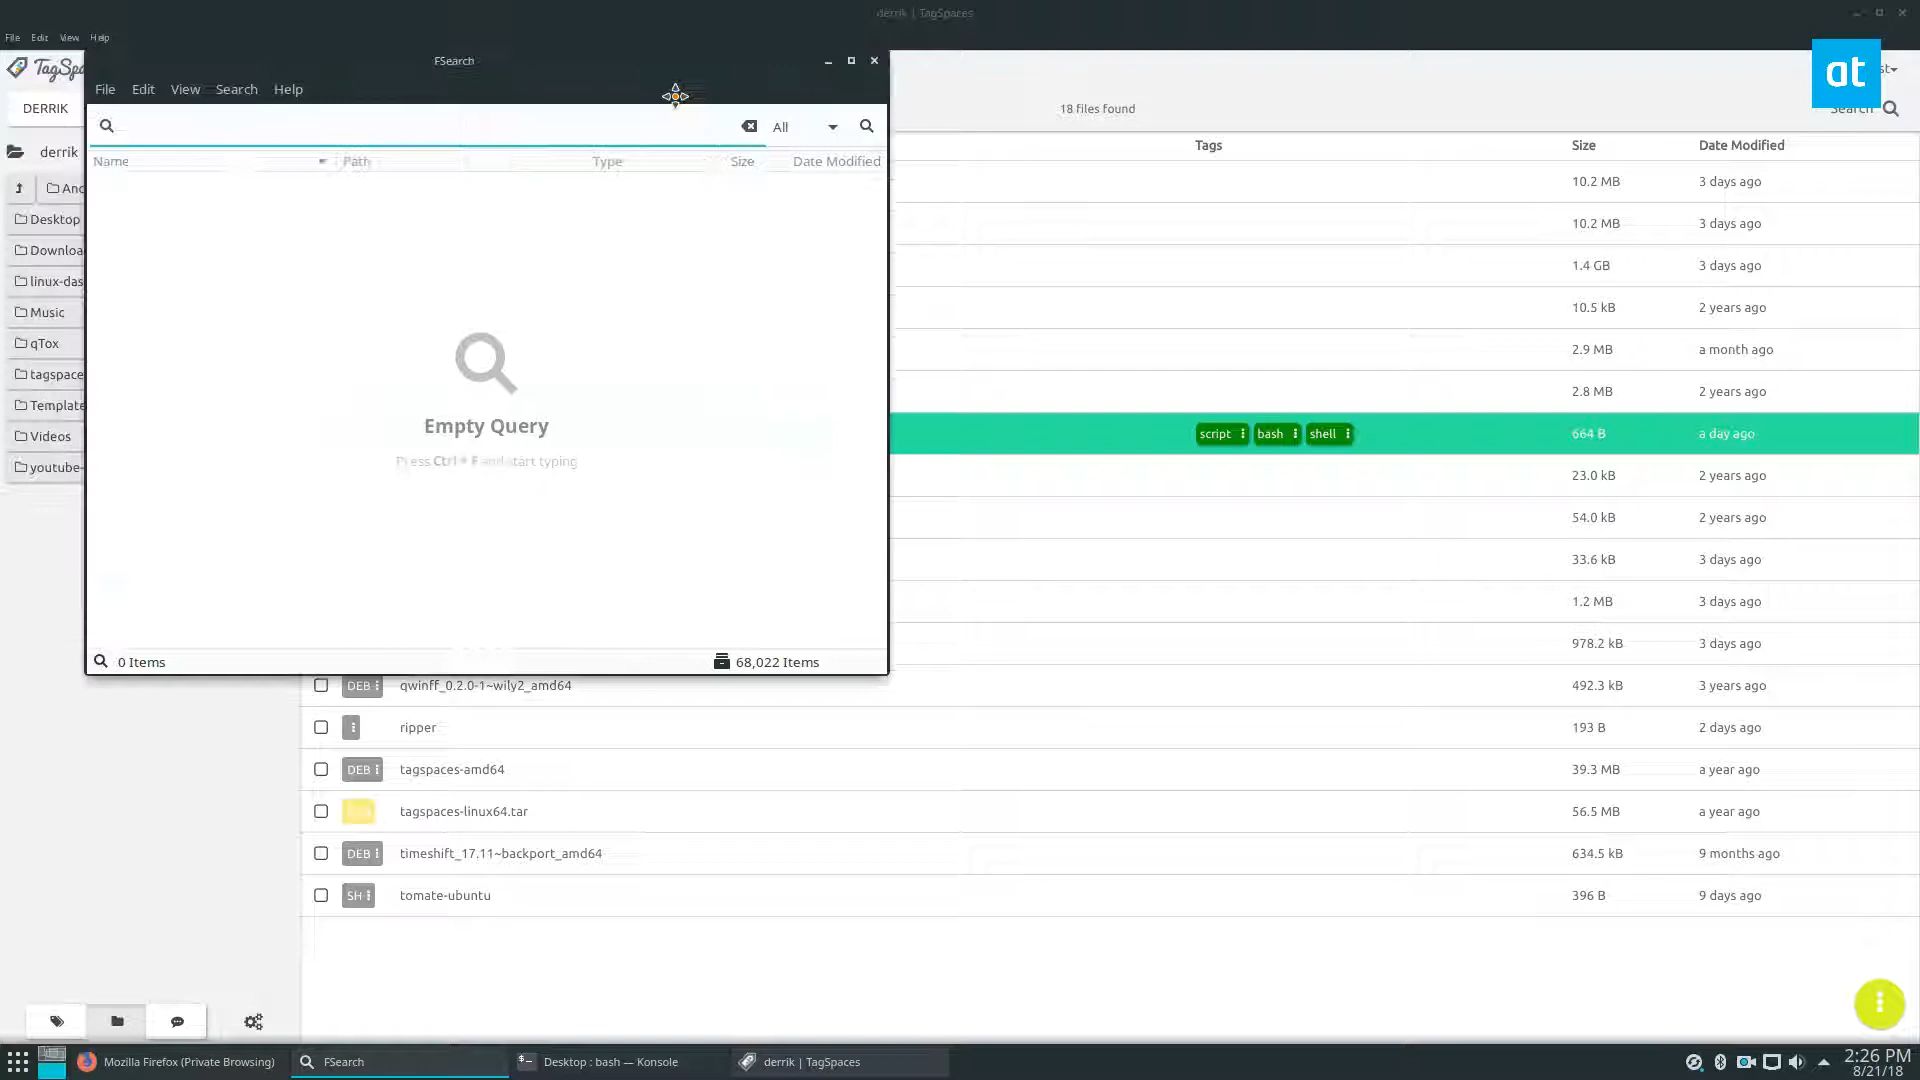 derrik | TagSpaces
File Edit View Help
FSearch
File Edit View Search Help
All
Name Path Type Size Date Modified
Empty Query
Press Ctrl + F and start typing
0 Items
68,022 Items
DERRIK
derrik
Desktop
Music
qTox
Videos
at
18 files found
Search
Tags Size Date Modified
10.2 MB 3 days ago
10.2 MB 3 days ago
1.4 GB 3 days ago
10.5 kB 2 years ago
2.9 MB a month ago
2.8 MB 2 years ago
script bash shell 664 B a day ago
23.0 kB 2 years ago
54.0 kB 2 years ago
33.6 kB 3 days ago
1.2 MB 3 days ago
978.2 kB 3 days ago
DEB qwinff_0.2.0-1~wily2_amd64 492.3 kB 3 years ago
ripper 193 B 2 days ago
DEB tagspaces-amd64 39.3 MB a year ago
tagspaces-linux64.tar 56.5 MB a year ago
DEB timeshift_17.11~backport_amd64 634.5 kB 9 months ago
SH tomate-ubuntu 396 B 9 days ago
Mozilla Firefox (Private Browsing)
FSearch
Desktop : bash — Konsole
derrik | TagSpaces
2:26 PM
8/21/18